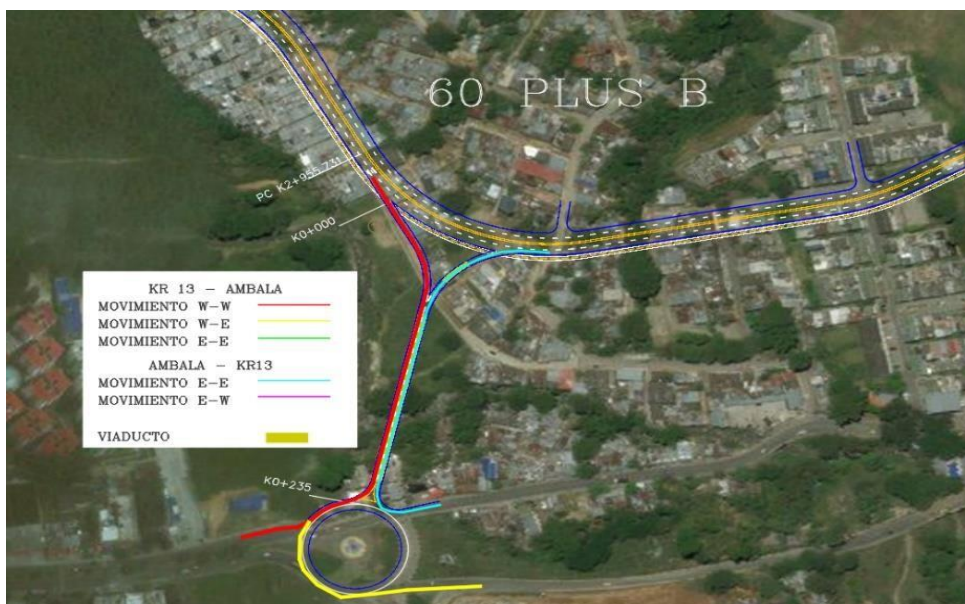 60 PLUS B
PC K2+955.731
K0+000
KR 13 - AMBALA
MOVIMIENTO W-W
MOVIMIENTO W-E
MOVIMIENTO E-E
AMBALA - KR13
MOVIMIENTO E-E
MOVIMIENTO E-W
VIADUCTO
K0+235